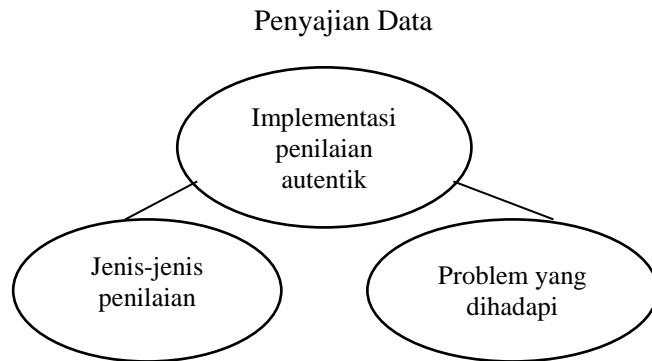 Penyajian Data
Implementasi
penilaian
autentik
Jenis-jenis
penilaian
Problem yang
dihadapi